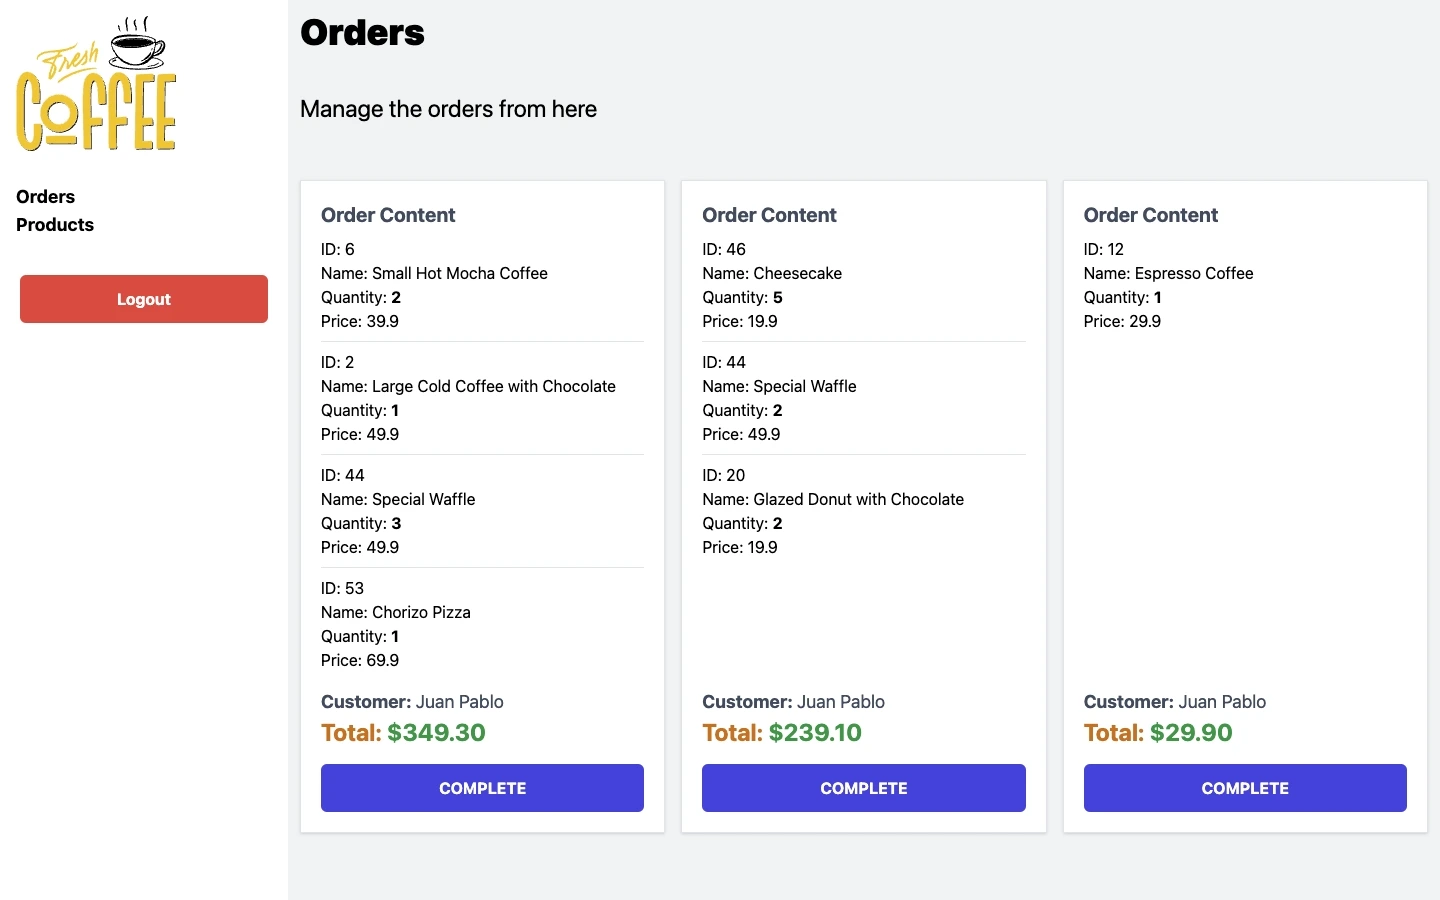 Fresh
COFFEE
Orders
Products
Logout
Orders
Manage the orders from here
Order Content
ID: 6
Name: Small Hot Mocha Coffee
Quantity: 2
Price: 39.9
ID: 2
Name: Large Cold Coffee with Chocolate
Quantity: 1
Price: 49.9
ID: 44
Name: Special Waffle
Quantity: 3
Price: 49.9
ID: 53
Name: Chorizo Pizza
Quantity: 1
Price: 69.9
Customer: Juan Pablo
Total: $349.30
COMPLETE
Order Content
ID: 46
Name: Cheesecake
Quantity: 5
Price: 19.9
ID: 44
Name: Special Waffle
Quantity: 2
Price: 49.9
ID: 20
Name: Glazed Donut with Chocolate
Quantity: 2
Price: 19.9
Customer: Juan Pablo
Total: $239.10
COMPLETE
Order Content
ID: 12
Name: Espresso Coffee
Quantity: 1
Price: 29.9
Customer: Juan Pablo
Total: $29.90
COMPLETE